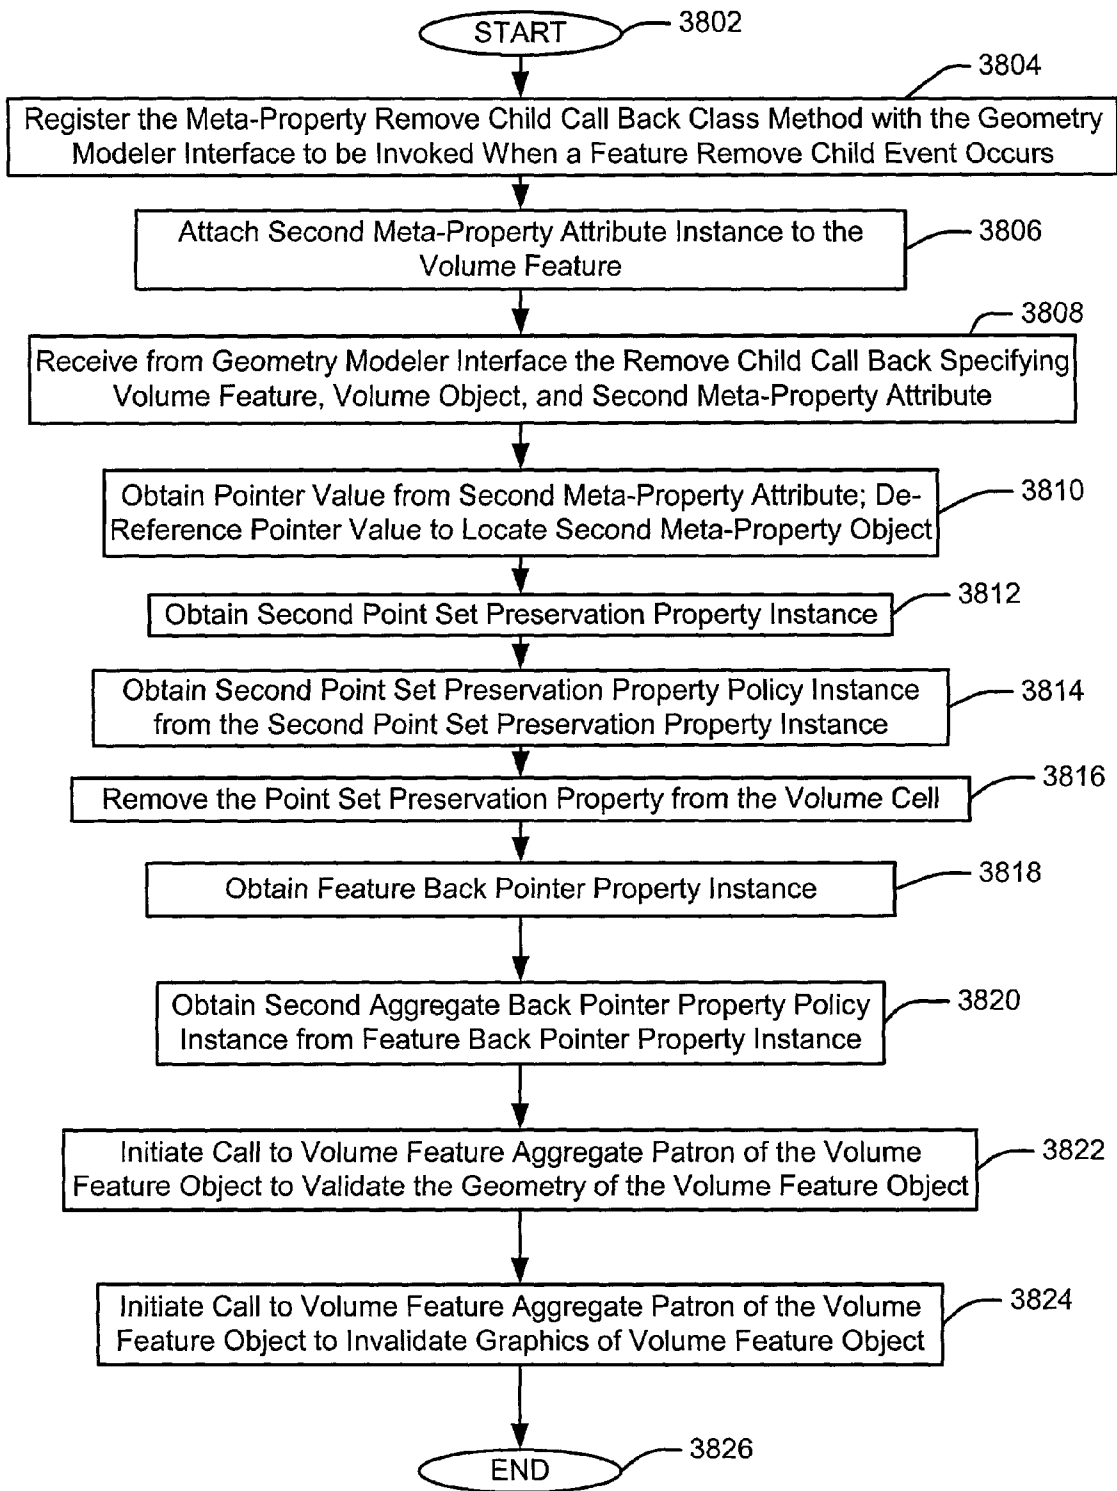 START
3802
3804
Register the Meta-Property Remove Child Call Back Class Method with the Geometry
Modeler Interface to be Invoked When a Feature Remove Child Event Occurs
Attach Second Meta-Property Attribute Instance to the
Volume Feature
3806
3808
Receive from Geometry Modeler Interface the Remove Child Call Back Specifying
Volume Feature, Volume Object, and Second Meta-Property Attribute
Obtain Pointer Value from Second Meta-Property Attribute; De-
Reference Pointer Value to Locate Second Meta-Property Object
3810
Obtain Second Point Set Preservation Property Instance
3812
Obtain Second Point Set Preservation Property Policy Instance
from the Second Point Set Preservation Property Instance
3814
Remove the Point Set Preservation Property from the Volume Cell
3816
Obtain Feature Back Pointer Property Instance
3818
Obtain Second Aggregate Back Pointer Property Policy
Instance from Feature Back Pointer Property Instance
3820
Initiate Call to Volume Feature Aggregate Patron of the Volume
Feature Object to Validate the Geometry of the Volume Feature Object
3822
Initiate Call to Volume Feature Aggregate Patron of the Volume
Feature Object to Invalidate Graphics of Volume Feature Object
3824
END
3826